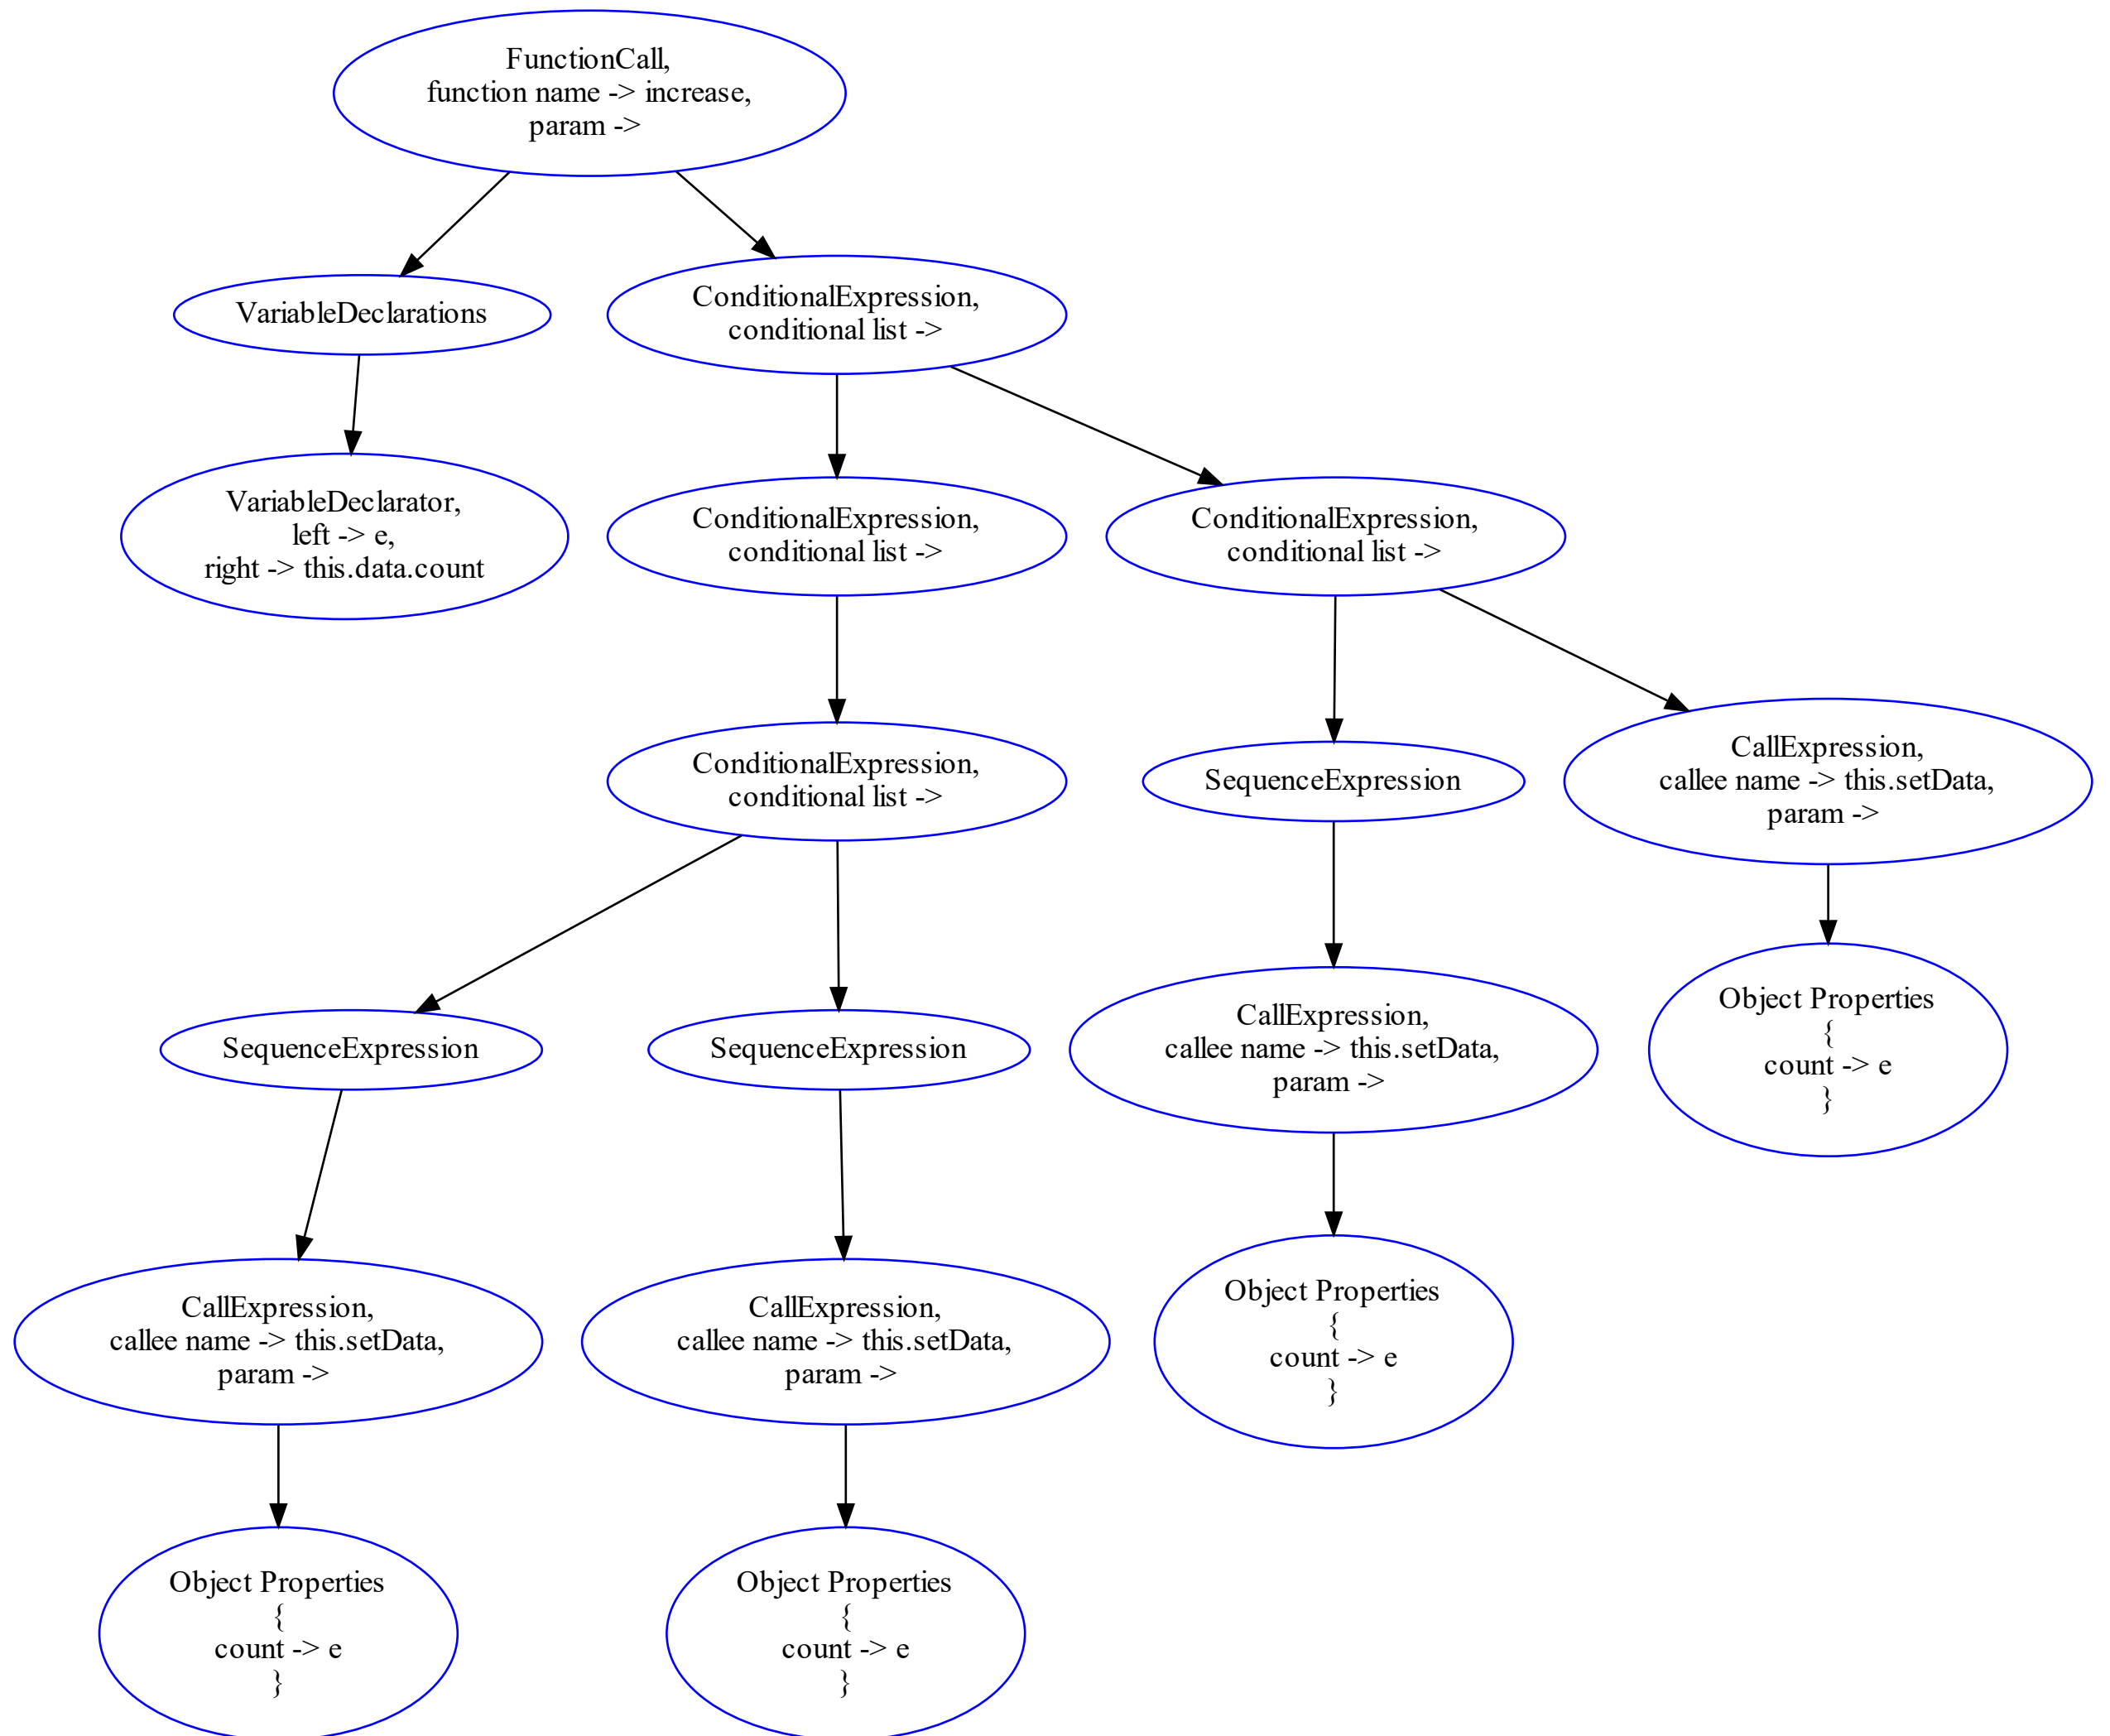 FunctionCall,
function name -> increase,
param ->
VariableDeclarations
ConditionalExpression,
conditional list ->
VariableDeclarator,
left -> e,
right -> this.data.count
ConditionalExpression,
conditional list ->
ConditionalExpression,
conditional list ->
ConditionalExpression,
conditional list ->
SequenceExpression
CallExpression,
callee name -> this.setData,
param ->
SequenceExpression
SequenceExpression
CallExpression,
callee name -> this.setData,
param ->
Object Properties
{
count -> e
}
CallExpression,
callee name -> this.setData,
param ->
CallExpression,
callee name -> this.setData,
param ->
Object Properties
{
count -> e
}
Object Properties
{
count -> e
}
Object Properties
{
count -> e
}